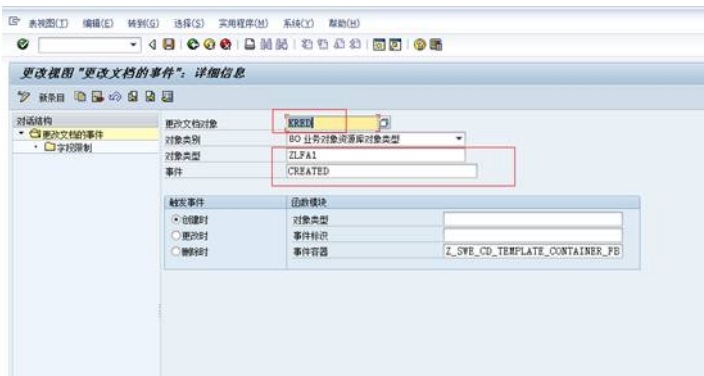 表视图(T) 编辑(E) 转到(G) 选择(S) 实用程序(M) 系统(Y) 帮助(H)
更改视图 "更改文档的事件": 详细信息
新条目
对话结构
更改文档的事件
字段限制
更改文档对象 KRED
对象类别 BO 业务对象资源库对象类型
对象类型 ZLFA1
事件 CREATED
触发事件 函数模块
创建时 对象类型
更改时 事件标识
删除时 事件容器 Z_SWE_CD_TEMPLATE_CONTAINER_FB